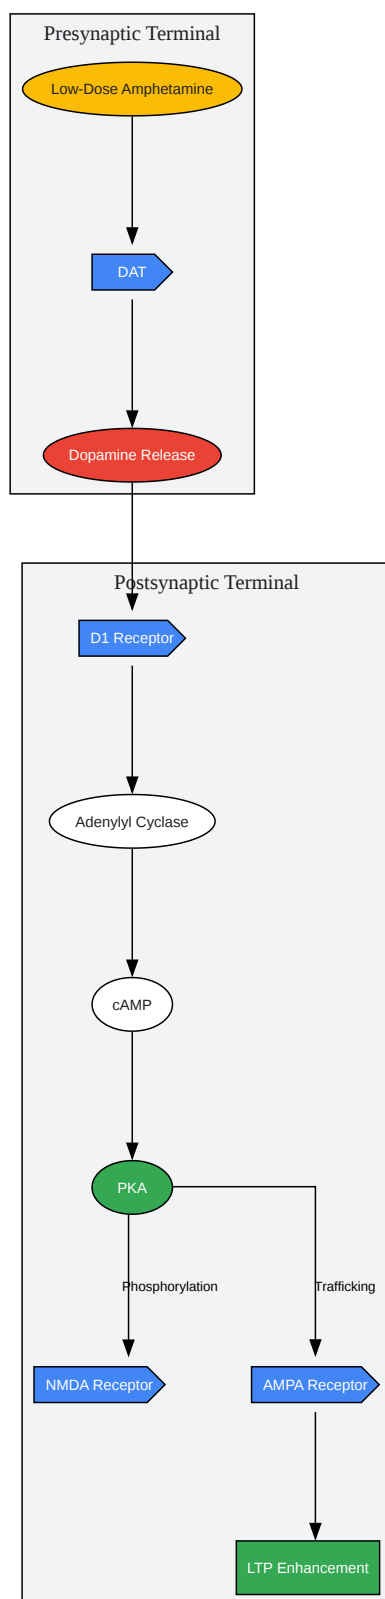 Presynaptic Terminal
Low-Dose Amphetamine
DAT
Dopamine Release
Postsynaptic Terminal
D1 Receptor
Adenylyl Cyclase
cAMP
PKA
Phosphorylation
Trafficking
NMDA Receptor
AMPA Receptor
LTP Enhancement